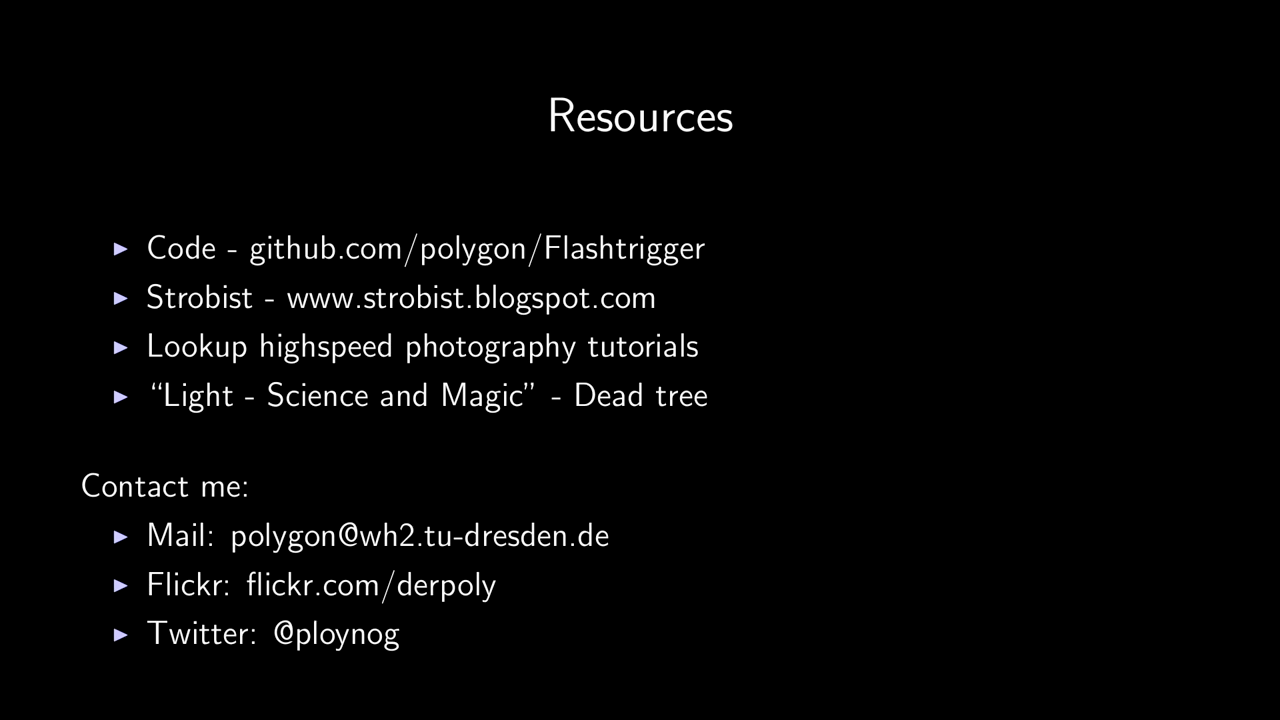 Resources
▶ Code - github.com/polygon/Flashtrigger
▶ Strobist - www.strobist.blogspot.com
▶ Lookup highspeed photography tutorials
▶ “Light - Science and Magic” - Dead tree
Contact me:
▶ Mail: polygon@wh2.tu-dresden.de
▶ Flickr: flickr.com/derpoly
▶ Twitter: @ploynog